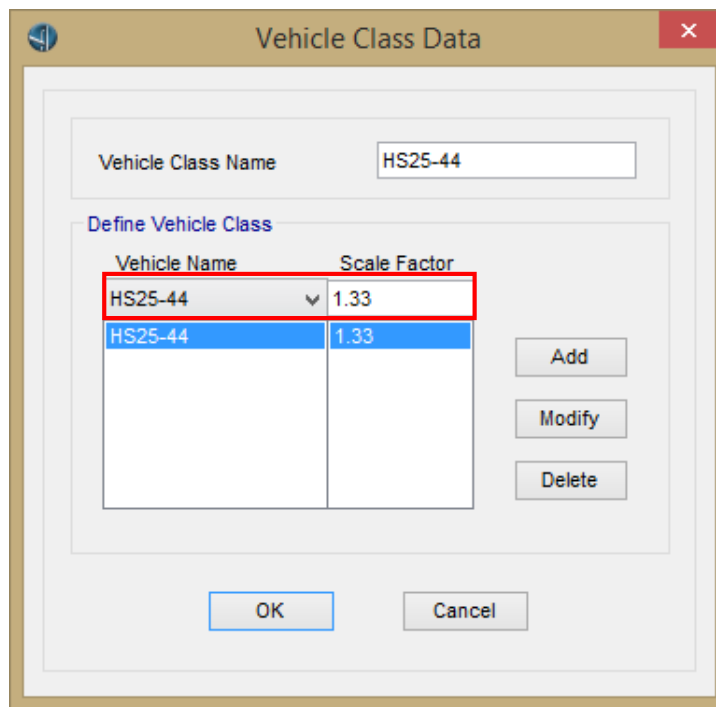 Vehicle Class Data
Vehicle Class Name HS25-44
Define Vehicle Class
Vehicle Name Scale Factor
HS25-44 1.33
HS25-44 1.33
Add
Modify
Delete
OK Cancel